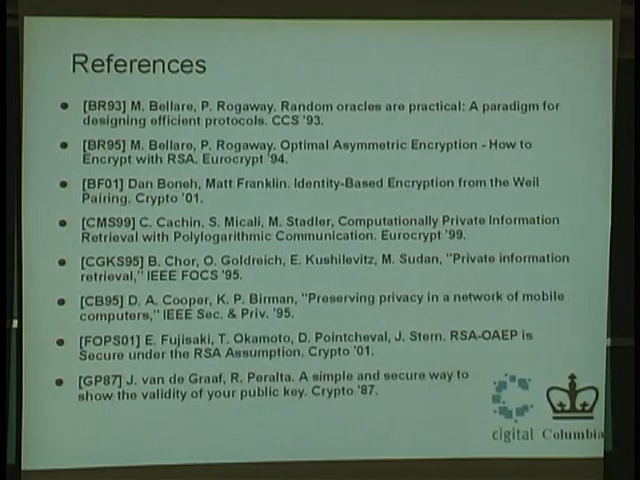 References
[BR93] M. Bellare, P. Rogaway. Random oracles are practical: A paradigm for
designing efficient protocols. CCS '93.
[BR95] M. Bellare, P. Rogaway. Optimal Asymmetric Encryption - How to
Encrypt with RSA. Eurocrypt '94.
[BF01] Dan Boneh, Matt Franklin. Identity-Based Encryption from the Weil
Pairing. Crypto '01.
[CMS99] C. Cachin, S. Micali, M. Stadler, Computationally Private Information
Retrieval with Polylogarithmic Communication. Eurocrypt '99.
[CGKS95] B. Chor, O. Goldreich, E. Kushilevitz, M. Sudan, "Private information
retrieval," IEEE FOCS '95.
[CB95] D. A. Cooper, K. P. Birman, "Preserving privacy in a network of mobile
computers," IEEE Sec. & Priv. '95.
[FOPS01] E. Fujisaki, T. Okamoto, D. Pointcheval, J. Stern. RSA-OAEP is
Secure under the RSA Assumption. Crypto '01.
[GP87] J. van de Graaf, R. Peralta. A simple and secure way to
show the validity of your public key. Crypto '87.
cigital Columbia